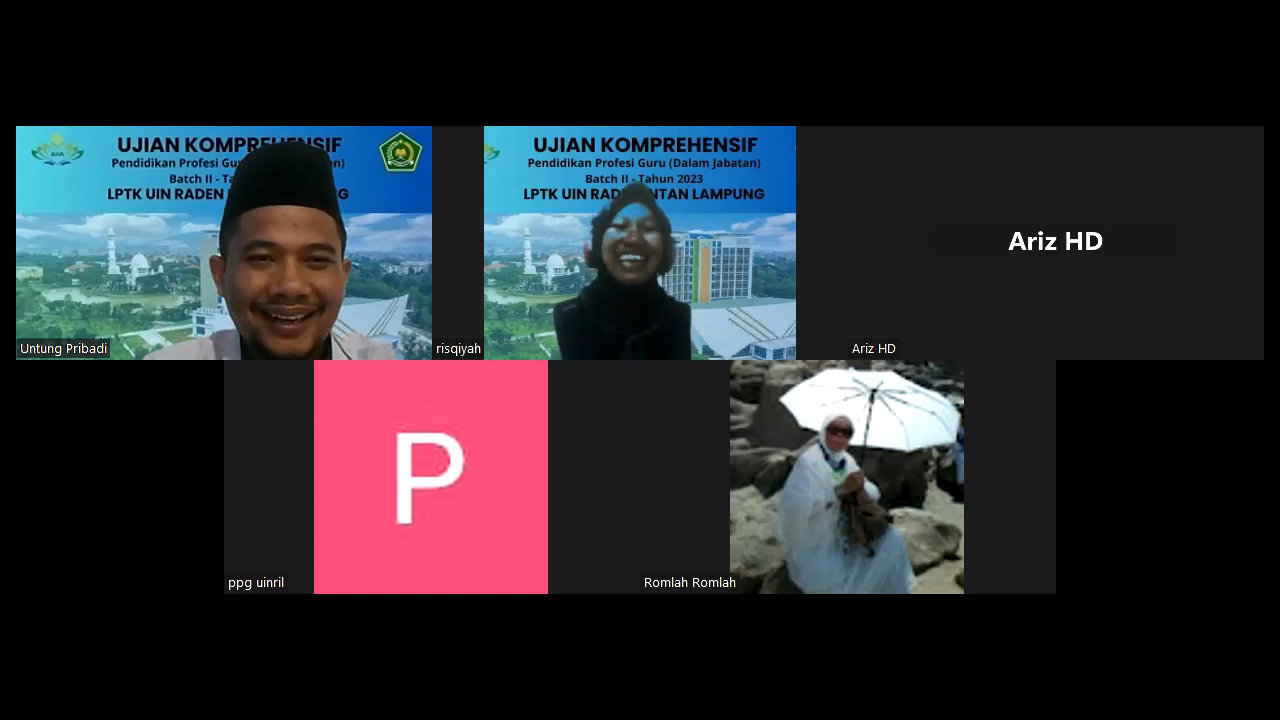 UJIAN KOMPREHENSIF
Pendidikan Profesi Gu n)
Batch II - Ta
LPTK UIN RADEN G
Untung Pribadi
UJIAN KOMPREHENSIF
Pendidikan Profesi Guru (Dalam Jabatan)
Batch II - Tahun 2023
LPTK UIN RAD NTAN LAMPUNG
risqiyah
Ariz HD
Ariz HD
P
ppg uinril
Romlah Romlah